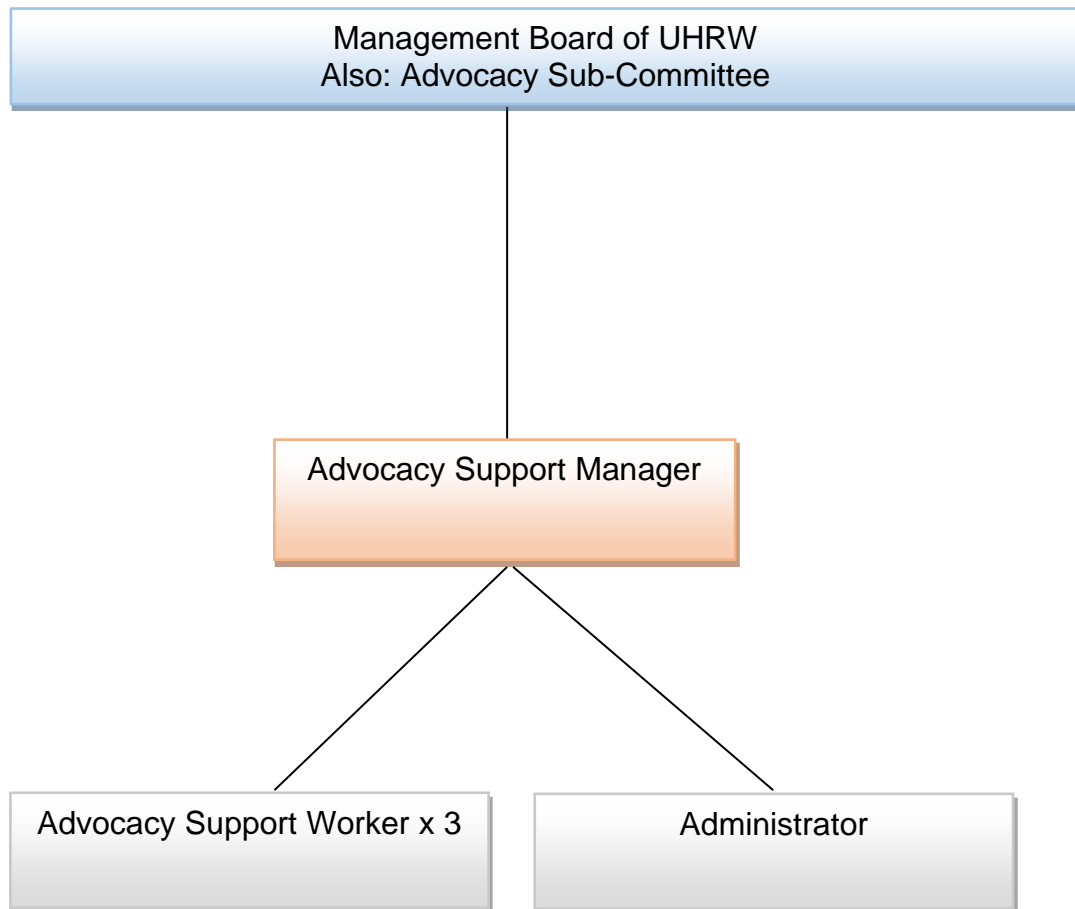 Management Board of UHRW
Also: Advocacy Sub-Committee
Advocacy Support Manager
Advocacy Support Worker x 3
Administrator